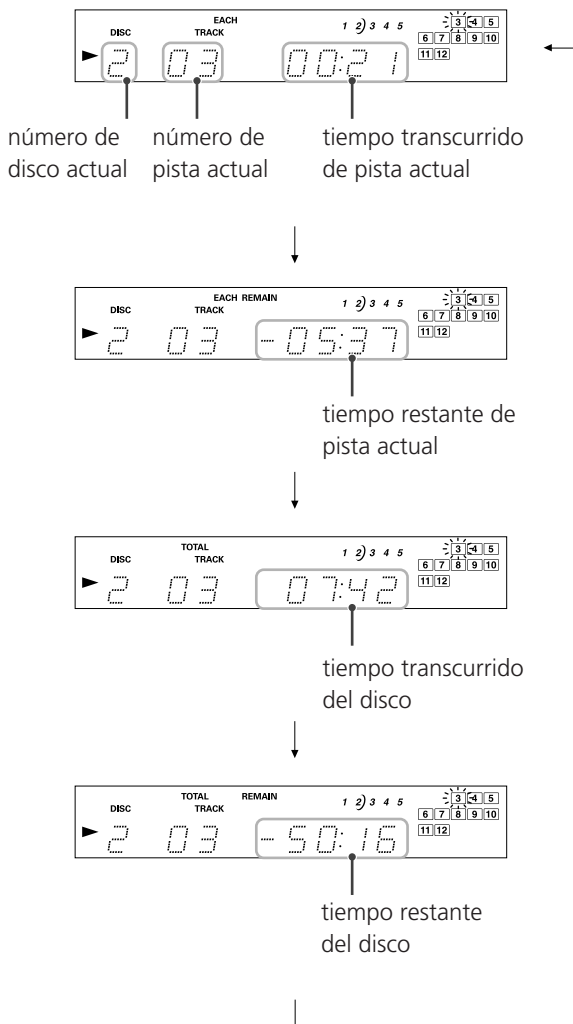 EACH
DISC TRACK 1 2) 3 4 5 3 4 5
2 03 00:21 6 7 8 9 10
11 12
número de
disco actual
número de
pista actual
tiempo transcurrido
de pista actual
EACH REMAIN
DISC TRACK 1 2) 3 4 5 3 4 5
2 03 -05:37 6 7 8 9 10
11 12
tiempo restante de
pista actual
TOTAL
DISC TRACK 1 2) 3 4 5 3 4 5
2 03 07:42 6 7 8 9 10
11 12
tiempo transcurrido
del disco
TOTAL REMAIN
DISC TRACK 1 2) 3 4 5 3 4 5
2 03 -50:16 6 7 8 9 10
11 12
tiempo restante
del disco